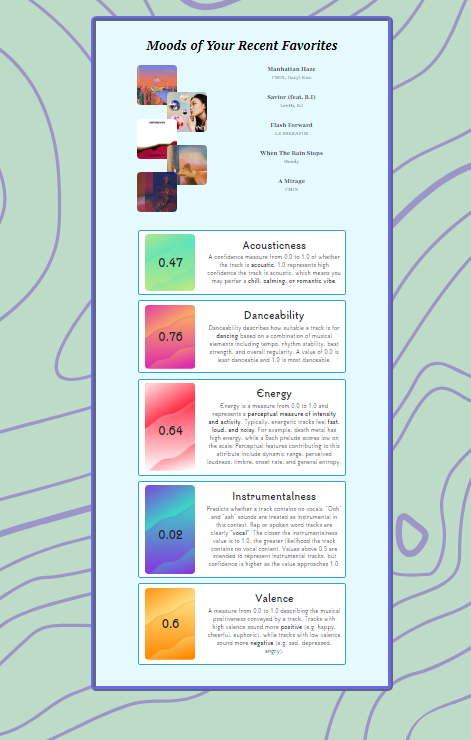 Moods of Your Recent Favorites
Manhattan Haze
Savior (feat. B.I)
Flash Forward
LE SSERAFIM
When The Rain Stops
Wendy
A Mirage
0.47
Acousticness
A confidence measure from 0.0 to 1.0 of whether
the track is acoustic. 1.0 represents high
confidence the track is acoustic, which means you
may perfer a chill, calming, or romantic vibe.
0.76
Danceability
Danceability describes how suitable a track is for
dancing based on a combination of musical
elements including tempo, rhythm stability, beat
strength, and overall regularity. A value of 0.0 is
least danceable and 1.0 is most danceable.
0.64
Energy
Energy is a measure from 0.0 to 1.0 and
represents a perceptual measure of intensity
and activity. Typically, energetic tracks feel fast,
loud, and noisy. For example, death metal has
high energy, while a Bach prelude scores low on
the scale. Perceptual features contributing to this
attribute include dynamic range, perceived
loudness, timbre, onset rate, and general entropy.
0.02
Instrumentalness
Predicts whether a track contains no vocals. "Ooh"
and "aah" sounds are treated as instrumental in
this context. Rap or spoken word tracks are
clearly "vocal". The closer the instrumentalness
value is to 1.0, the greater likelihood the track
contains no vocal content. Values above 0.5 are
intended to represent instrumental tracks, but
confidence is higher as the value approaches 1.0.
0.6
Valence
A measure from 0.0 to 1.0 describing the musical
positiveness conveyed by a track. Tracks with
high valence sound more positive (e.g. happy,
cheerful, euphoric), while tracks with low valence
sound more negative (e.g. sad, depressed,
angry).